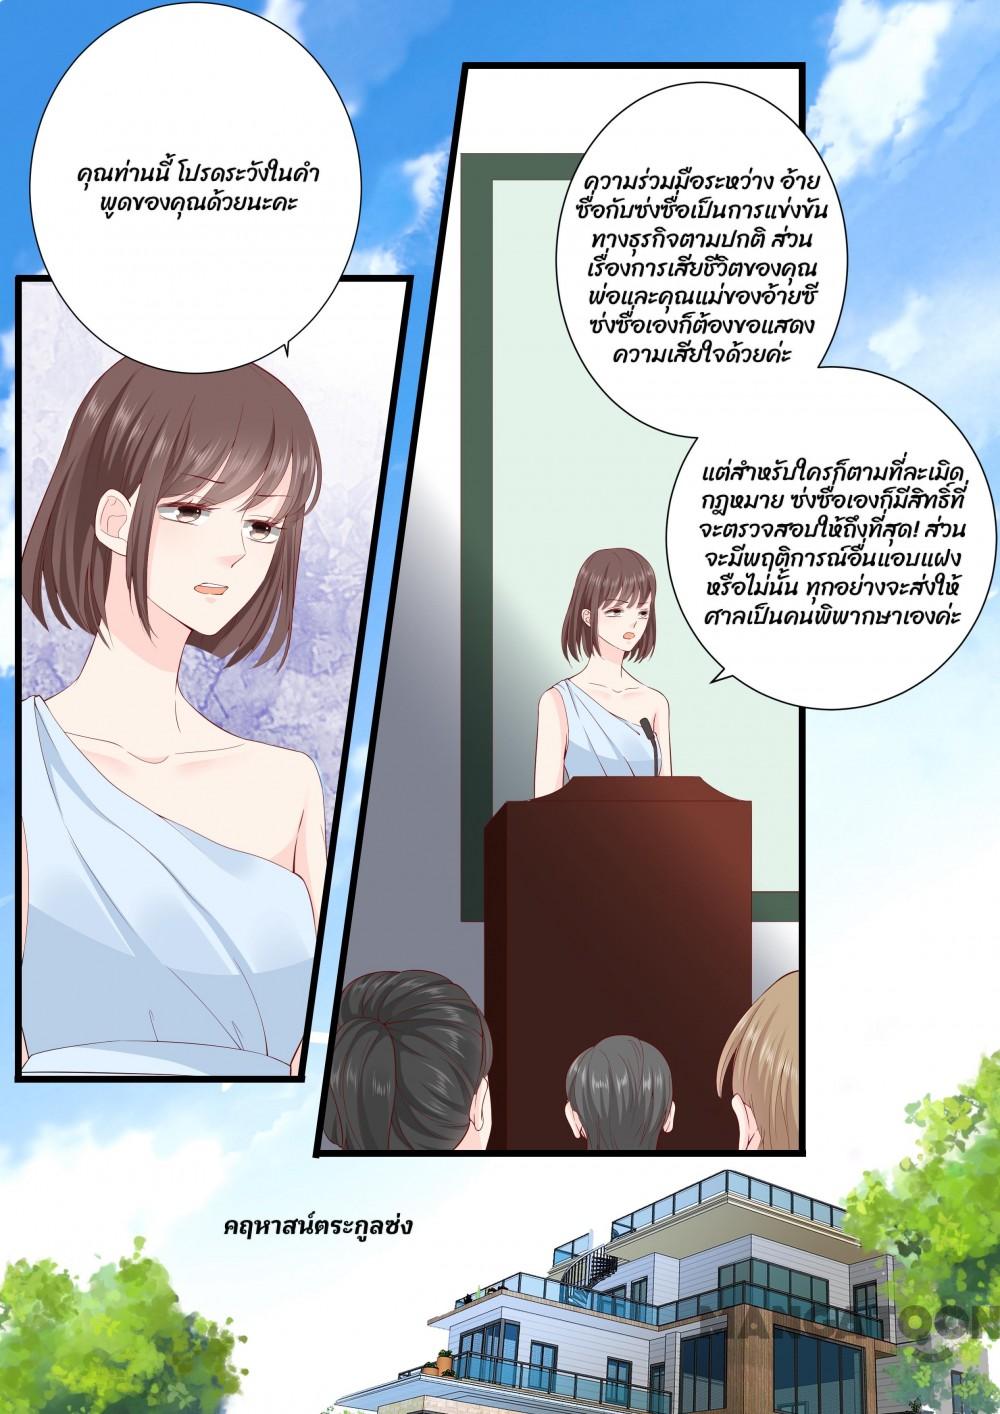 คุณท่านนี้ โปรดระวังในคำ
พูดของคุณด้วยนะคะ
ความร่วมมือระหว่าง อ้าย
ซื่อกับซ่งซื่อเป็นการแข่งขัน
ทางธุรกิจตามปกติ ส่วน
เรื่องการเสียชีวิตของคุณ
พ่อและคุณแม่ของอ้ายซี
ซ่งซื่อเองก็ต้องขอแสดง
ความเสียใจด้วยค่ะ
แต่สำหรับใครก็ตามที่ละเมิด
กฎหมาย ซ่งซื่อเองก็มีสิทธิ์ที่
จะตรวจสอบให้ถึงที่สุด! ส่วน
จะมีพฤติการณ์อื่นแอบแฝง
หรือไม่นั้น ทุกอย่างจะส่งให้
ศาลเป็นคนพิพากษาเองค่ะ
คฤหาสน์ตระกูลซ่ง
MANGATOON